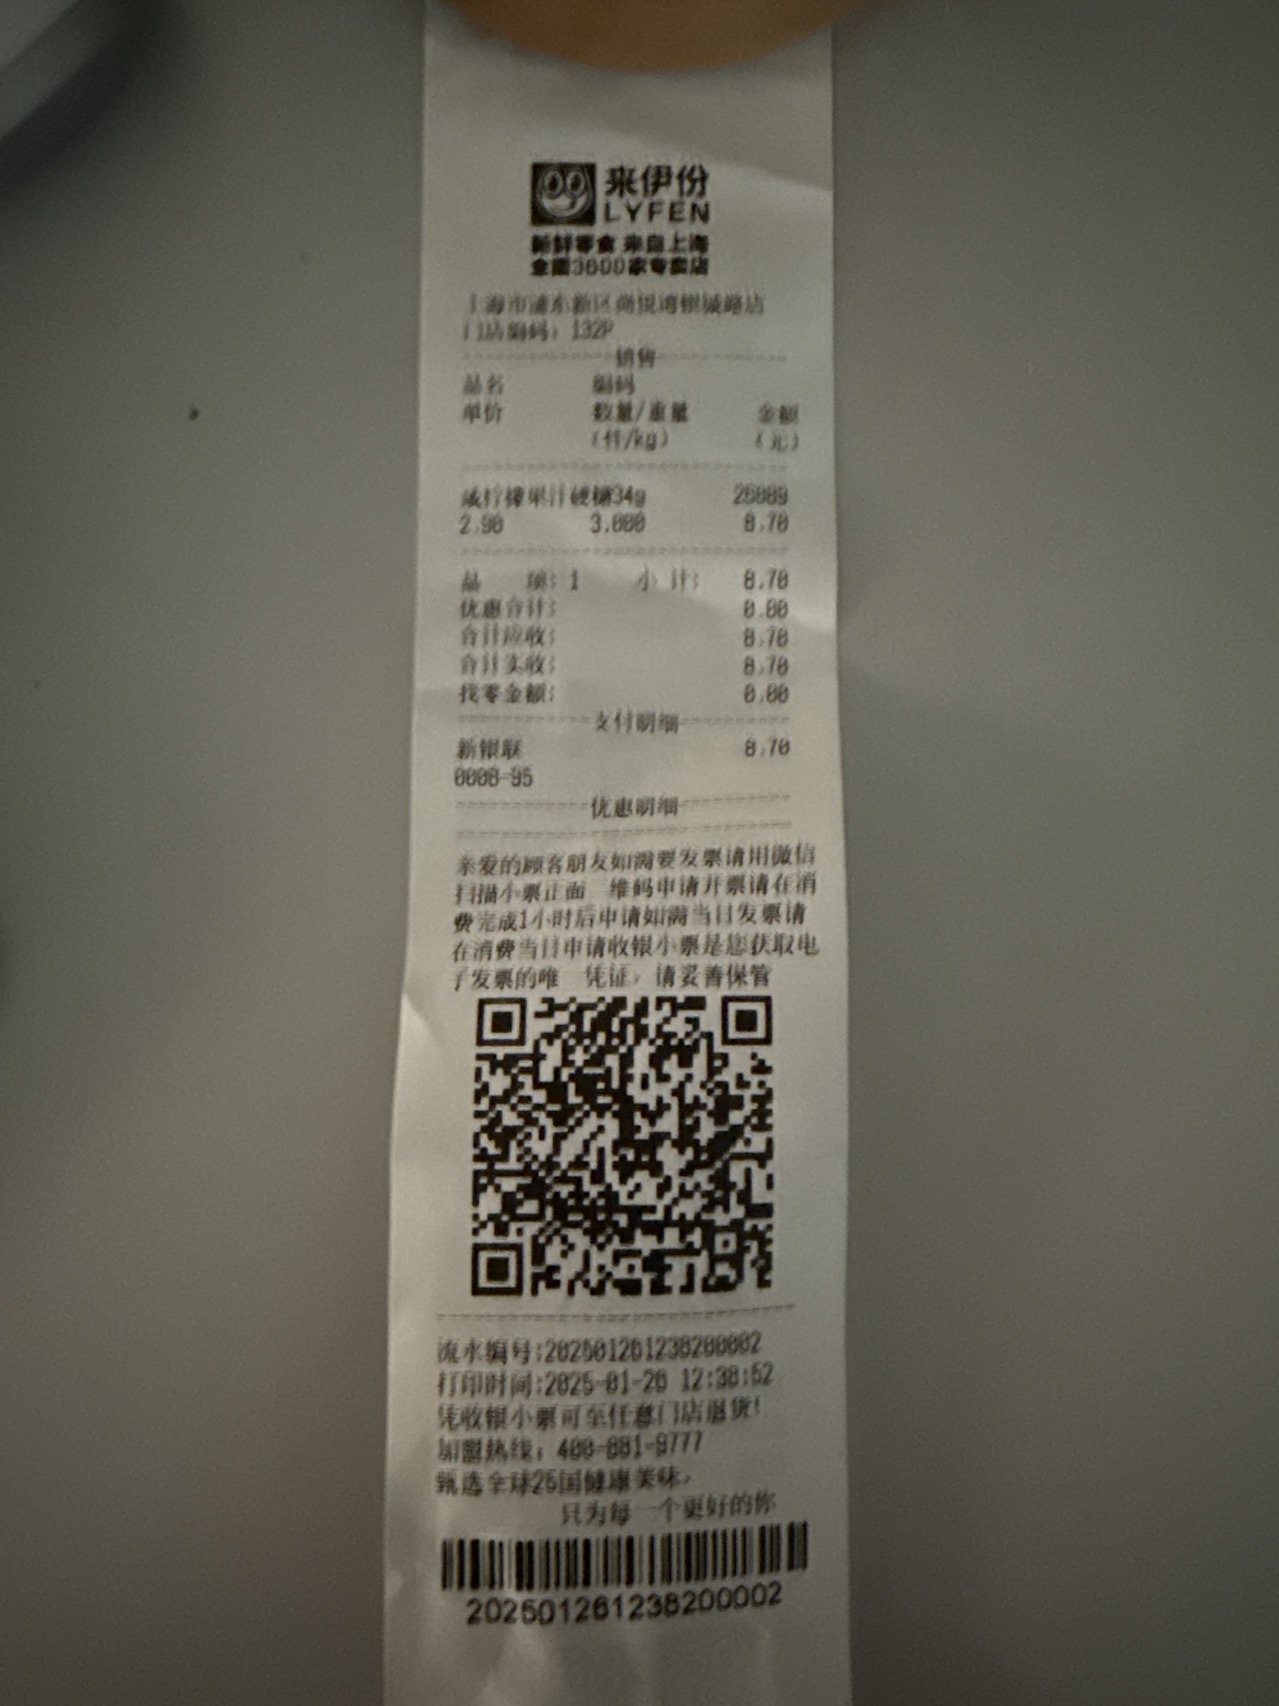 来伊份
LYFEN
新鲜零食 来自上海
全国3600家专卖店
上海市浦东新区尚悦湾银城路店
门店编码：132P
销售
品名 编码
单价 数量/重量 金额
(件/kg) (元)
咸柠檬果汁硬糖34g 26889
2.90 3.000 8.70
品 项: 1 小 计: 8.70
优惠合计: 0.00
合计应收: 8.70
合计实收: 8.70
找零金额: 0.00
支付明细
新银联 8.70
0008-95
优惠明细
亲爱的顾客朋友如需要发票请用微信
扫描小票正面二维码申请开票请在消
费完成1小时后申请如需当日发票请
在消费当日申请收银小票是您获取电
子发票的唯一凭证，请妥善保管
流水编号:202501261238200002
打印时间:2025-01-26 12:38:52
凭收银小票可至任意门店退货!
加盟热线：400-881-9777
甄选全球25国健康美味，
只为每一个更好的你
202501261238200002